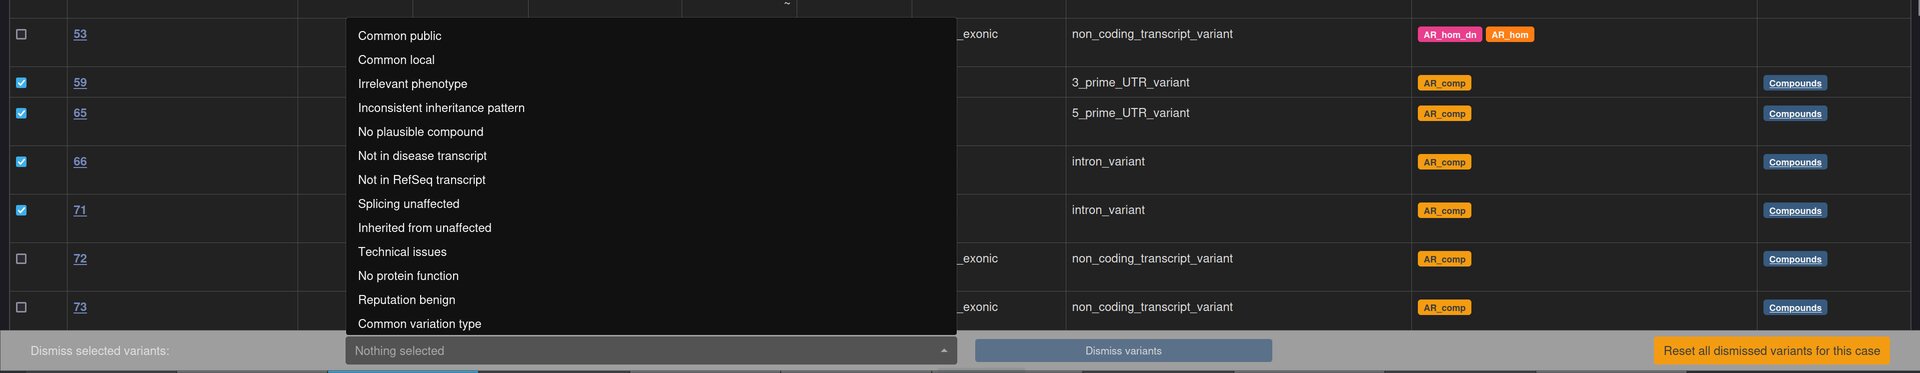 ~
53 _exonic non_coding_transcript_variant AR_hom_dn AR_hom
59 3_prime_UTR_variant AR_comp Compounds
65 5_prime_UTR_variant AR_comp Compounds
66 intron_variant AR_comp Compounds
71 intron_variant AR_comp Compounds
72 _exonic non_coding_transcript_variant AR_comp Compounds
73 _exonic non_coding_transcript_variant AR_comp Compounds
Common public
Common local
Irrelevant phenotype
Inconsistent inheritance pattern
No plausible compound
Not in disease transcript
Not in RefSeq transcript
Splicing unaffected
Inherited from unaffected
Technical issues
No protein function
Reputation benign
Common variation type
Dismiss selected variants: Nothing selected Dismiss variants Reset all dismissed variants for this case